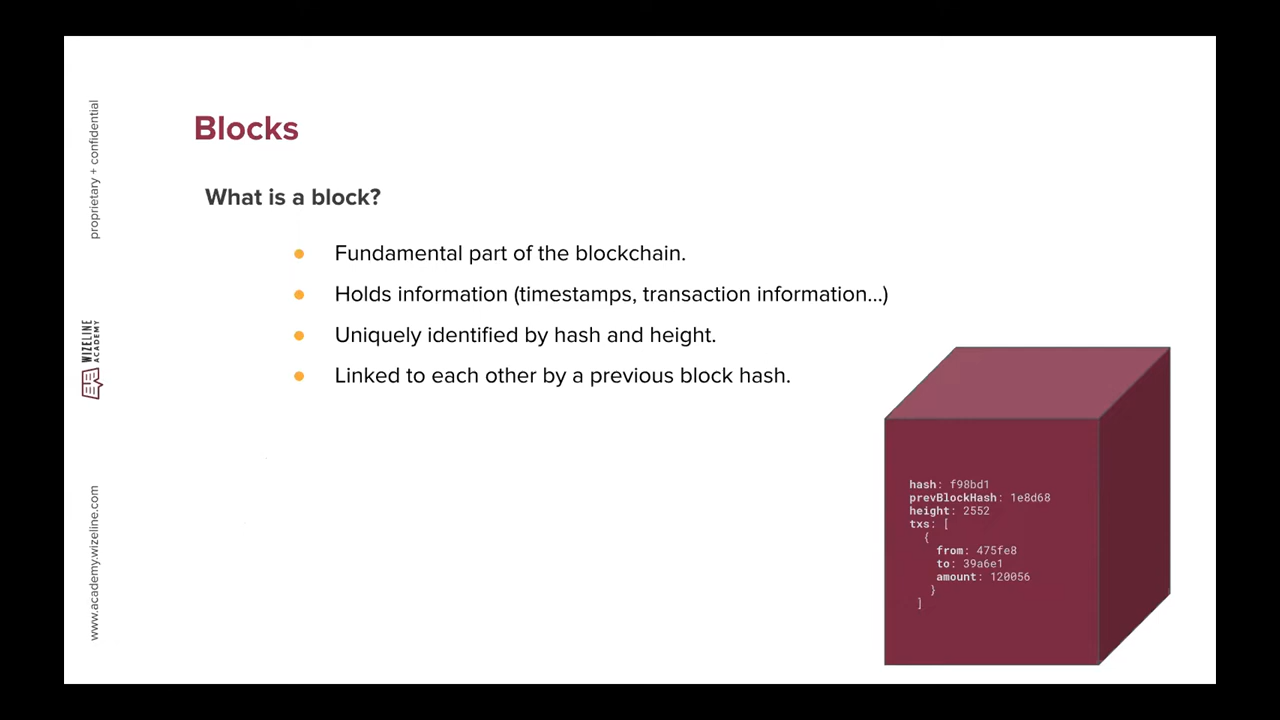 proprietary + confidential
WIZELINE
ACADEMY
www.academy.wizeline.com
Blocks
What is a block?
● Fundamental part of the blockchain.
● Holds information (timestamps, transaction information...)
● Uniquely identified by hash and height.
● Linked to each other by a previous block hash.
hash: f98bd1
prevBlockHash: 1e8d68
height: 2552
txs: [
{
from: 475fe8
to: 39a6e1
amount: 120056
}
]